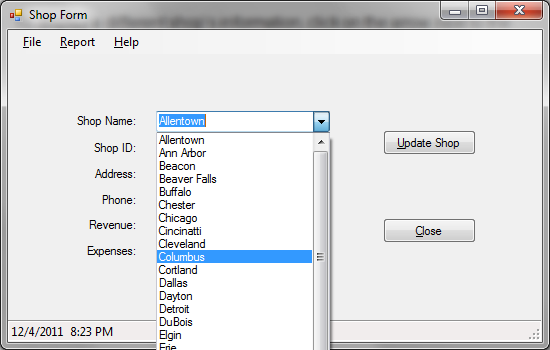 Shop Form
File Report Help
Shop Name: Allentown
Shop ID:
Address:
Phone:
Revenue:
Expenses:
Allentown
Ann Arbor
Beacon
Beaver Falls
Buffalo
Chester
Chicago
Cincinatti
Cleveland
Columbus
Cortland
Dallas
Dayton
Detroit
DuBois
Elgin
Erie
Update Shop
Close
12/4/2011 8:23 PM